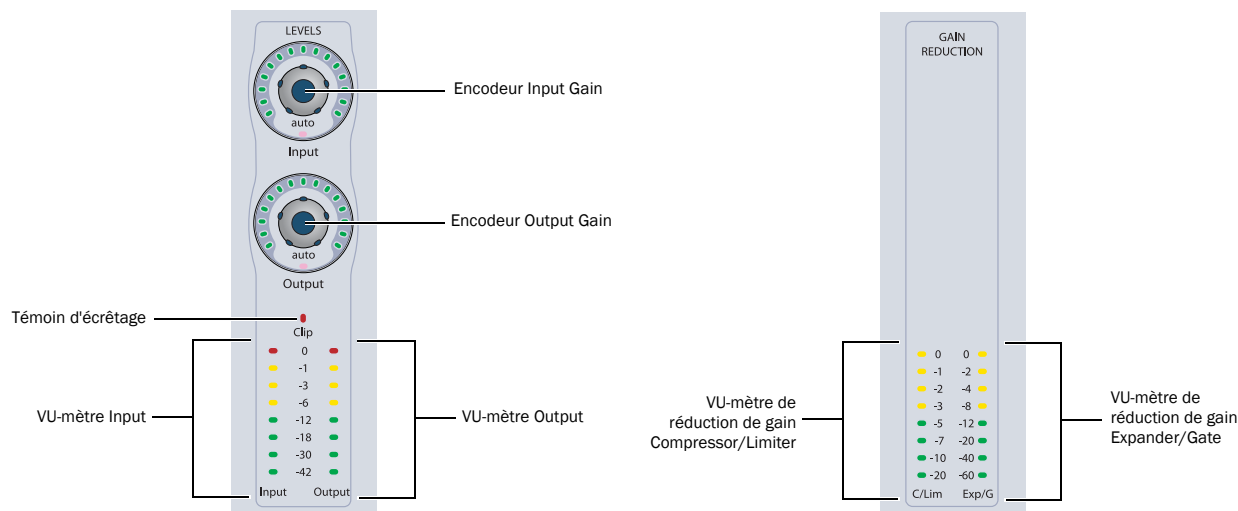 LEVELS
Encodeur Input Gain
auto
Input
Encodeur Output Gain
auto
Output
Témoin d'écrêtage
Clip
0
-1
-3
-6
-12
-18
-30
-42
Input Output
VU-mètre Input
VU-mètre Output
GAIN
REDUCTION
0 0
-1 -2
-2 -4
-3 -8
-5 -12
-7 -20
-10 -40
-20 -60
C/Lim Exp/G
VU-mètre de
réduction de gain
Compressor/Limiter
VU-mètre de
réduction de gain
Expander/Gate